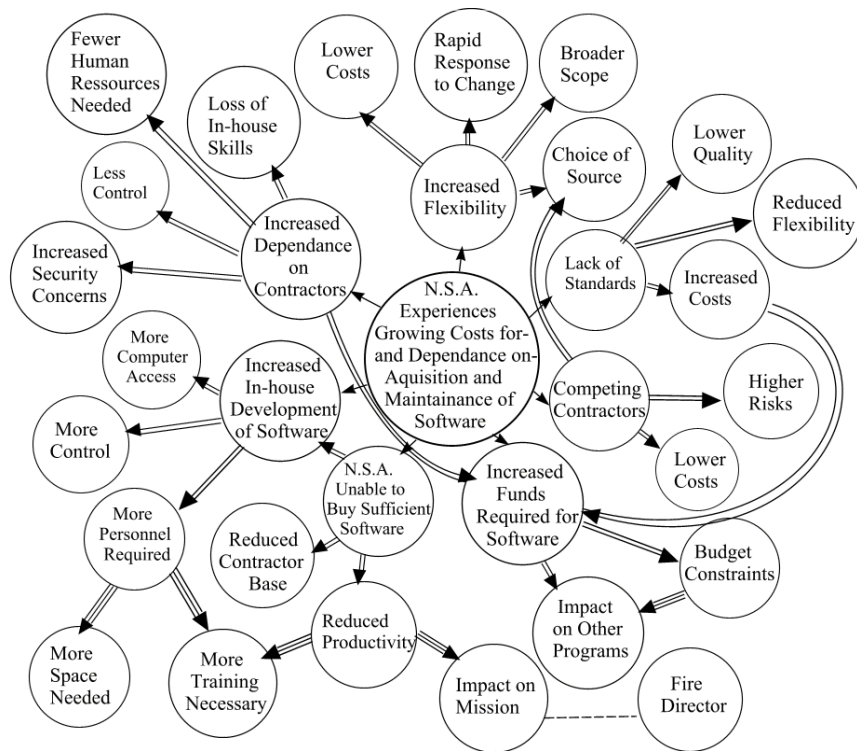 Fewer
Human
Ressources
Needed
Loss of
In-house
Skills
Lower
Costs
Rapid
Response
to Change
Broader
Scope
Less
Control
Increased
Dependance
on
Contractors
Increased
Flexibility
Choice of
Source
Lower
Quality
Reduced
Flexibility
Increased
Security
Concerns
Lack of
Standards
Increased
Costs
N.S.A.
Experiences
Growing Costs for-
and Dependance on-
Aquisition and
Maintainance of
Software
More
Computer
Access
Increased
In-house
Development
of Software
Competing
Contractors
Higher
Risks
More
Control
N.S.A.
Unable to
Buy Sufficient
Software
Increased
Funds
Required for
Software
Lower
Costs
More
Personnel
Required
Reduced
Contractor
Base
Budget
Constraints
Reduced
Productivity
Impact
on Other
Programs
More
Space
Needed
More
Training
Necessary
Impact on
Mission
Fire
Director